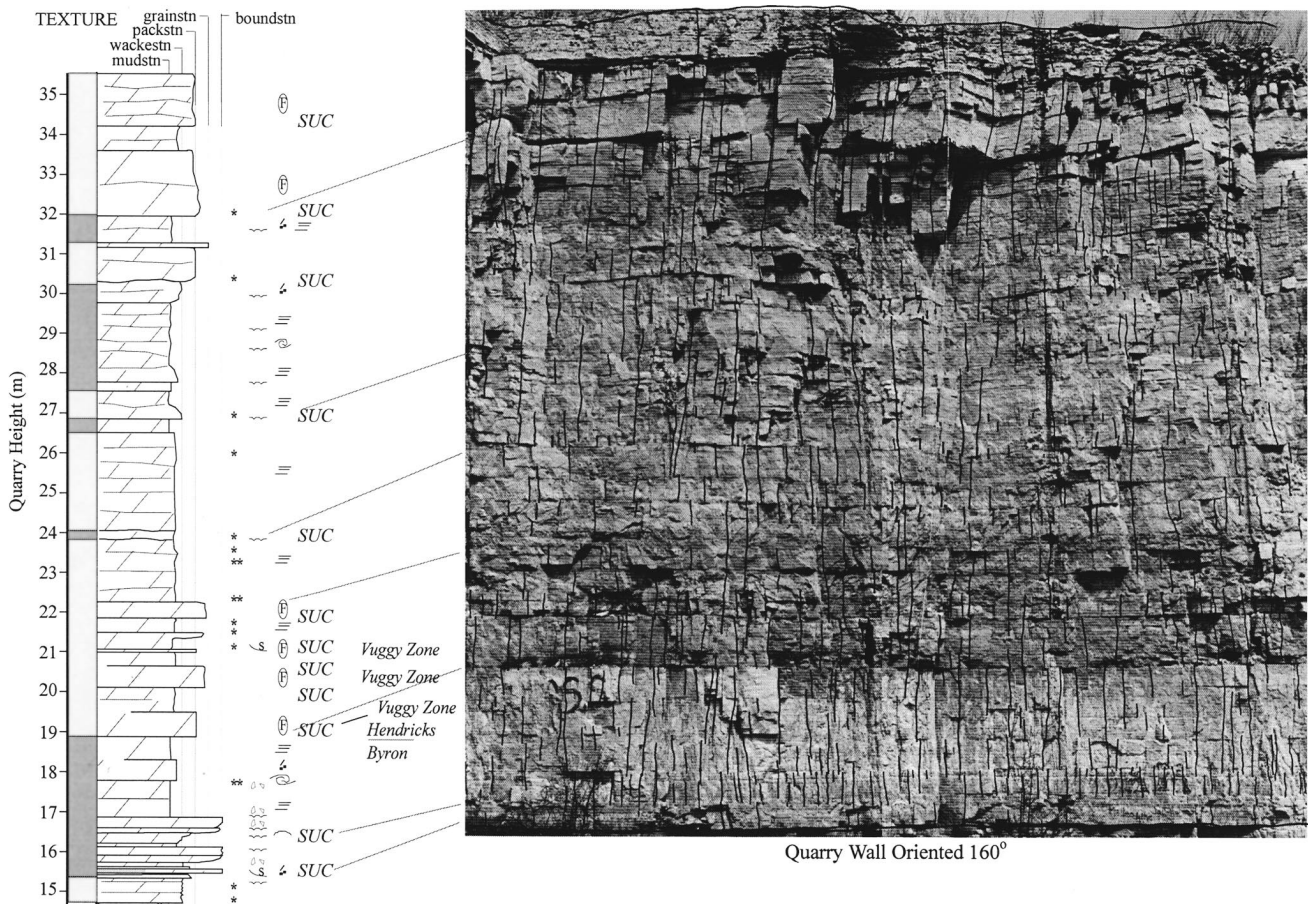 TEXTURE
grainstn
packstn
wackestn
mudstn
boundstn
35
F
SUC
34
33
F
SUC
32
*
31
*
SUC
30
29
28
27
*
SUC
26
*
25
24
*
SUC
*
23
**
**
22
F
SUC
*
*
21
*
S
F
SUC
Vuggy Zone
SUC
F
Vuggy Zone
20
SUC
Vuggy Zone
19
F
SUC
Hendricks
Byron
18
**
17
SUC
16
S
SUC
15
*
*
Quarry Height (m)
Quarry Wall Oriented 160o